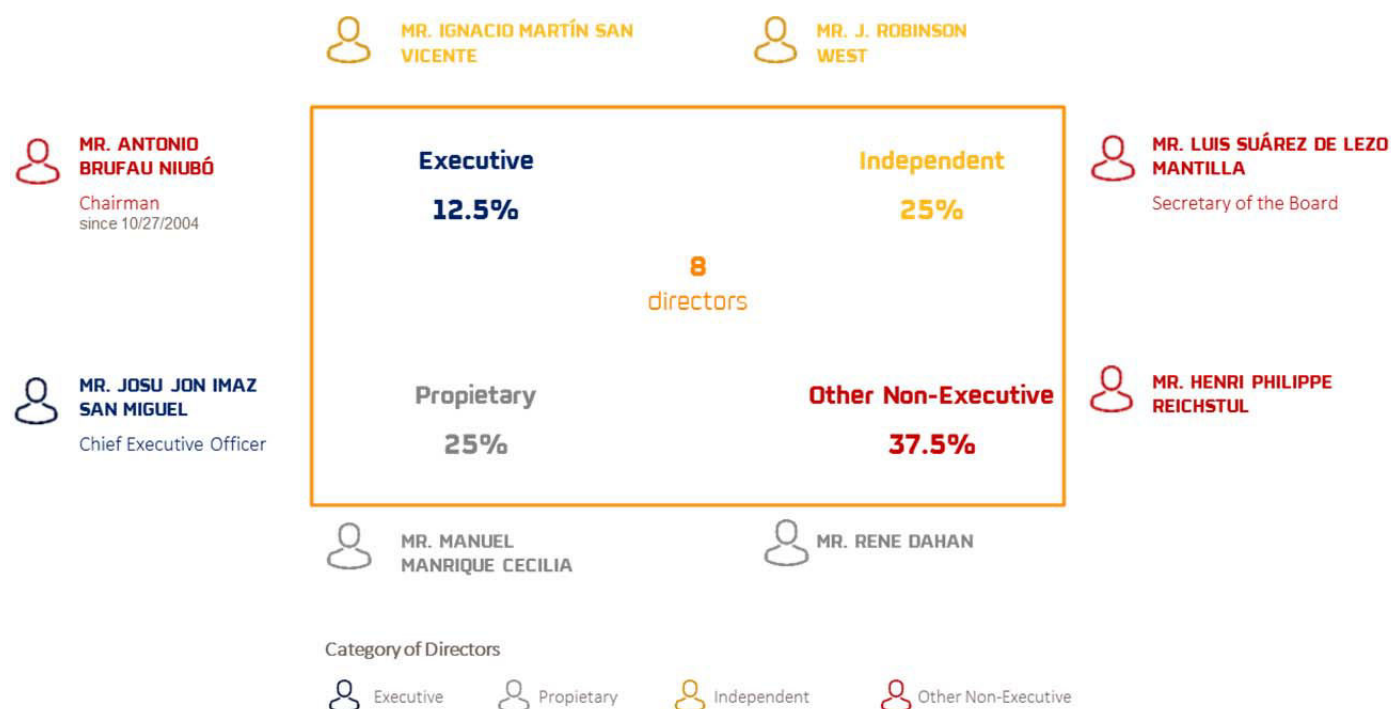 MR. IGNACIO MARTÍN SAN
VICENTE
MR. J. ROBINSON
WEST
MR. ANTONIO
BRUFAU NIUBÓ
Chairman
since 10/27/2004
Executive
12.5%
Independent
25%
MR. LUIS SUÁREZ DE LEZO
MANTILLA
Secretary of the Board
8
directors
MR. JOSU JON IMAZ
SAN MIGUEL
Chief Executive Officer
Propietary
25%
Other Non-Executive
37.5%
MR. HENRI PHILIPPE
REICHSTUL
MR. MANUEL
MANRIQUE CECILIA
MR. RENE DAHAN
Category of Directors
Executive
Propietary
Independent
Other Non-Executive